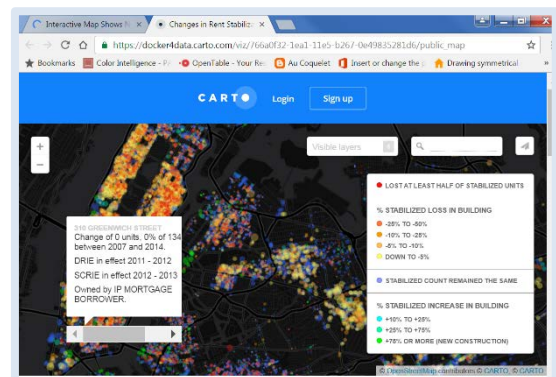 Interactive Map Shows N
Changes in Rent Stabiliz
https://docker4data.carto.com/viz/766a0f32-1ea1-11e5-b267-0e49835281d6/public_map
Bookmarks
Color Intelligence - P
OpenTable - Your Re
Au Coquelet
Insert or change the
Drawing symmetrical
»
CARTO
Login
Sign up
+
−
Visible layers
LOST AT LEAST HALF OF STABILIZED UNITS
% STABILIZED LOSS IN BUILDING
-25% TO -50%
-10% TO -25%
-5% TO -10%
DOWN TO -5%
STABILIZED COUNT REMAINED THE SAME
% STABILIZED INCREASE IN BUILDING
+10% TO +25%
+25% TO +75%
+75% OR MORE (NEW CONSTRUCTION)
310 GREENWICH STREET
Change of 0 units, 0% of 134
between 2007 and 2014.
DRIE in effect 2011 - 2012
SCRIE in effect 2012 - 2013
Owned by IP MORTGAGE
BORROWER.
© OpenStreetMap contributors © CARTO, © CARTO